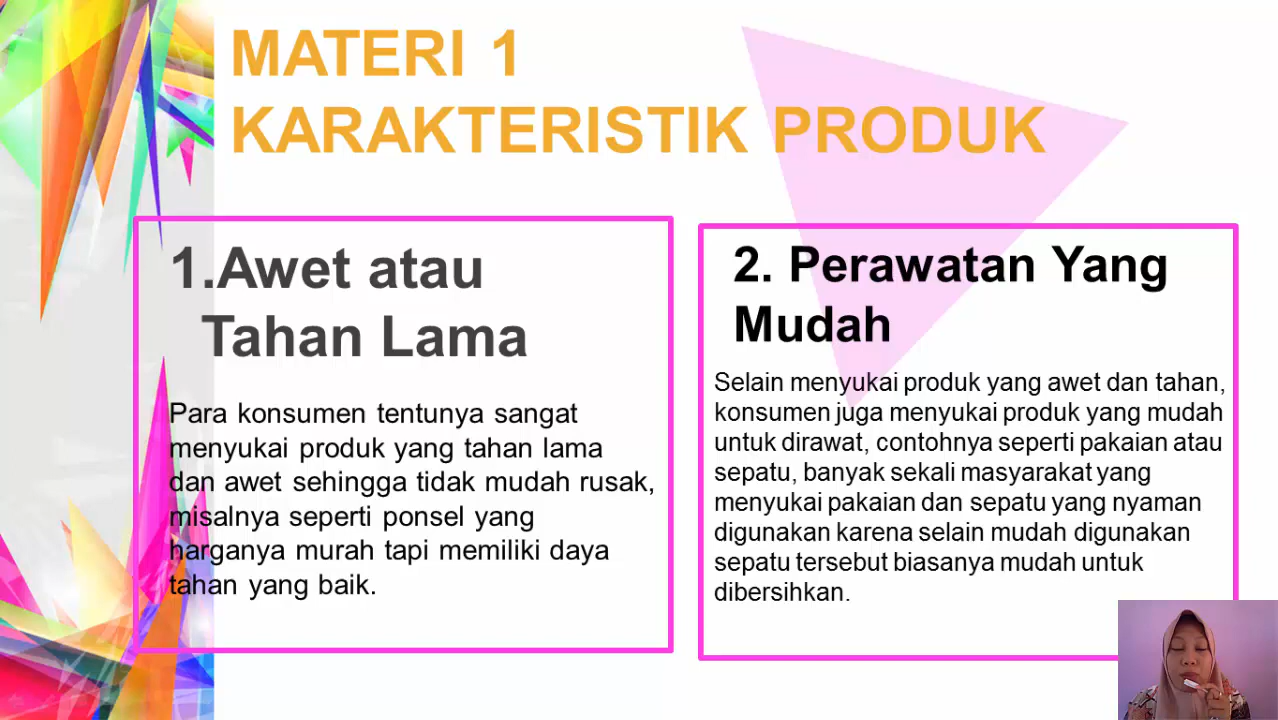 MATERI 1
KARAKTERISTIK PRODUK
1.Awet atau
Tahan Lama
Para konsumen tentunya sangat
menyukai produk yang tahan lama
dan awet sehingga tidak mudah rusak,
misalnya seperti ponsel yang
harganya murah tapi memiliki daya
tahan yang baik.
2. Perawatan Yang
Mudah
Selain menyukai produk yang awet dan tahan,
konsumen juga menyukai produk yang mudah
untuk dirawat, contohnya seperti pakaian atau
sepatu, banyak sekali masyarakat yang
menyukai pakaian dan sepatu yang nyaman
digunakan karena selain mudah digunakan
sepatu tersebut biasanya mudah untuk
dibersihkan.